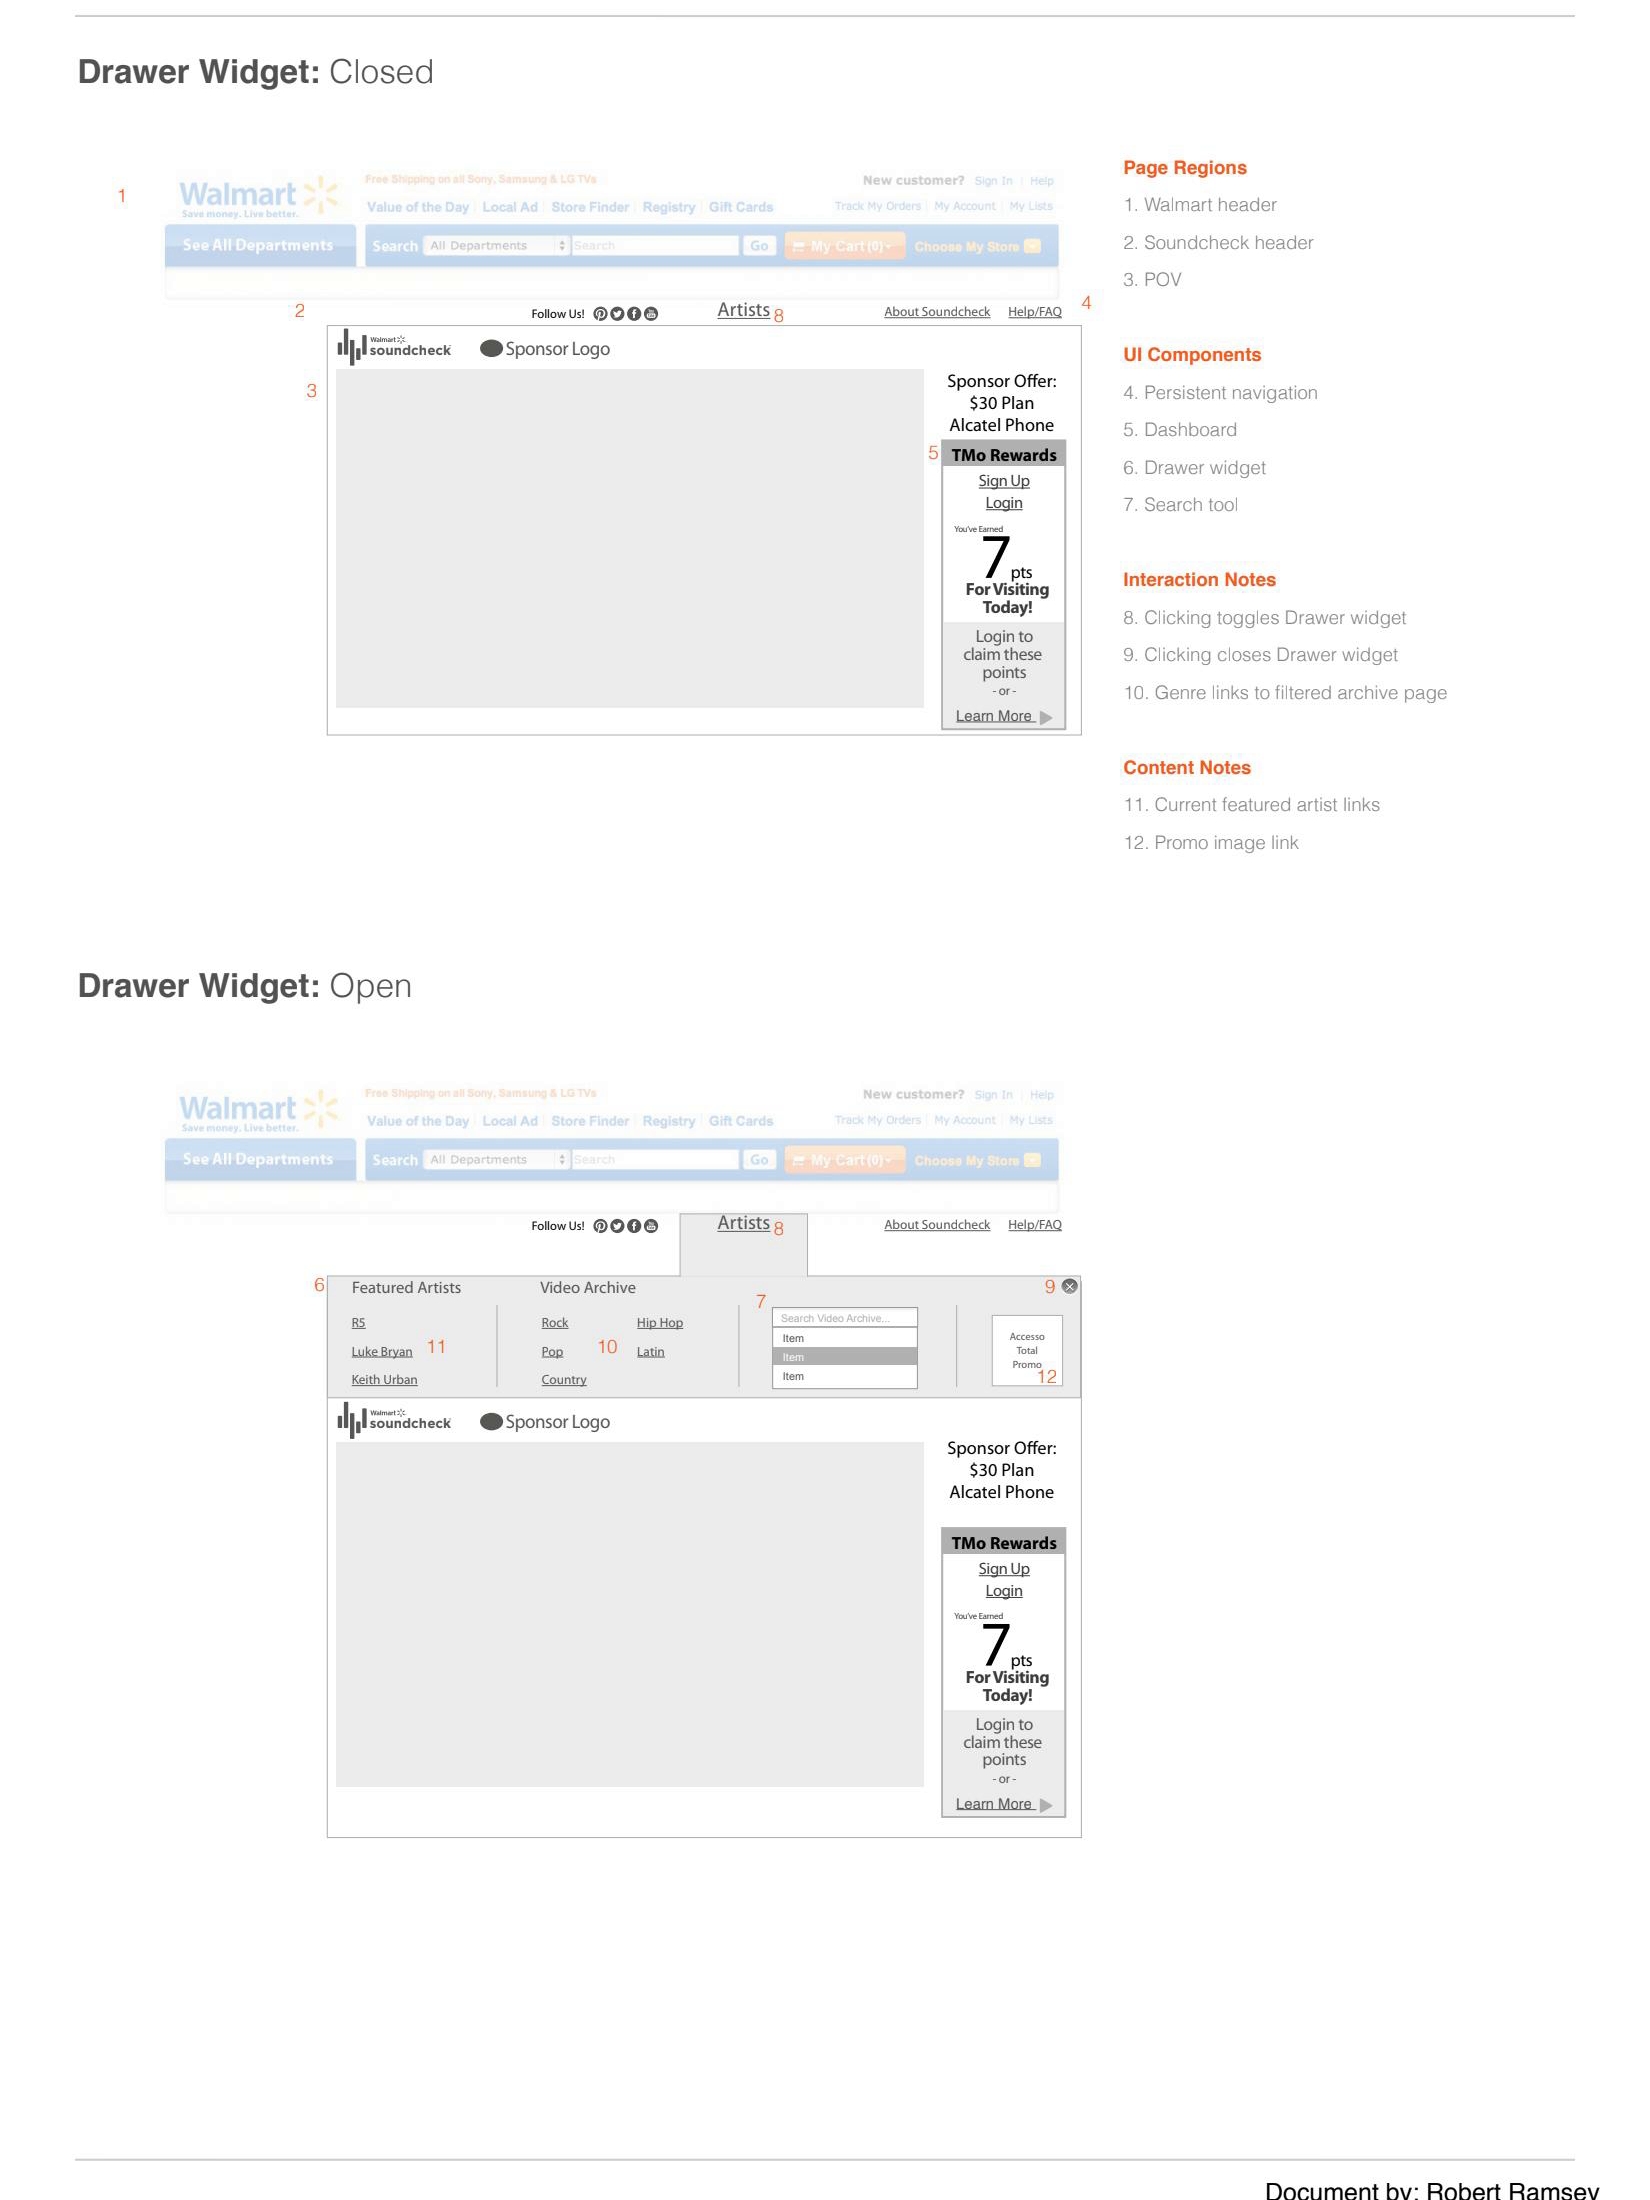 Drawer Widget: Closed
1
Walmart
Save money. Live better.
Free Shipping on all Sony, Samsung & LG TVs
New customer? Sign In | Help
Value of the Day | Local Ad | Store Finder | Registry | Gift Cards
Track My Orders | My Account | My Lists
See All Departments
Search All Departments Search Go My Cart (0) Choose My Store
2
Follow Us!
Artists 8
About Soundcheck Help/FAQ
4
Walmart
soundcheck
Sponsor Logo
3
Sponsor Offer:
$30 Plan
Alcatel Phone
5
TMo Rewards
Sign Up
Login
You've Earned
7 pts
For Visiting
Today!
Login to
claim these
points
- or -
Learn More
Page Regions
1. Walmart header
2. Soundcheck header
3. POV
UI Components
4. Persistent navigation
5. Dashboard
6. Drawer widget
7. Search tool
Interaction Notes
8. Clicking toggles Drawer widget
9. Clicking closes Drawer widget
10. Genre links to filtered archive page
Content Notes
11. Current featured artist links
12. Promo image link
Drawer Widget: Open
Walmart
Save money. Live better.
Free Shipping on all Sony, Samsung & LG TVs
New customer? Sign In | Help
Value of the Day | Local Ad | Store Finder | Registry | Gift Cards
Track My Orders | My Account | My Lists
See All Departments
Search All Departments Search Go My Cart (0) Choose My Store
Follow Us!
Artists 8
About Soundcheck Help/FAQ
6
Featured Artists
R5
Luke Bryan 11
Keith Urban
Video Archive
Rock Hip Hop
Pop 10 Latin
Country
7
Search Video Archive...
Item
Item
Item
9
Accesso
Total
Promo
12
Walmart
soundcheck
Sponsor Logo
Sponsor Offer:
$30 Plan
Alcatel Phone
TMo Rewards
Sign Up
Login
You've Earned
7 pts
For Visiting
Today!
Login to
claim these
points
- or -
Learn More
Document by: Robert Ramsey